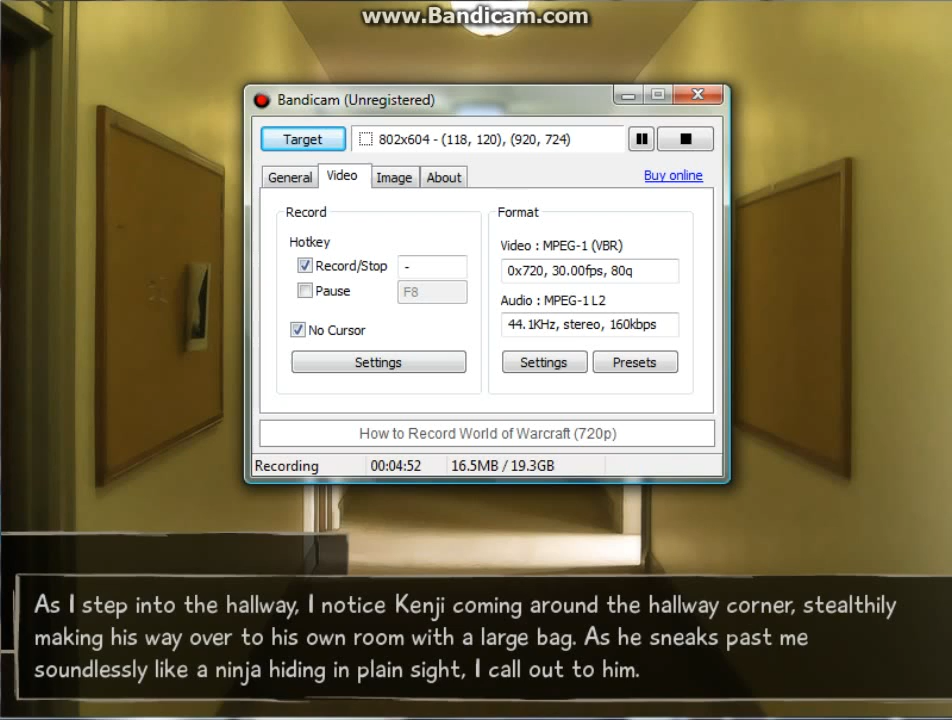 www.Bandicam.com
Bandicam (Unregistered)
Target
802x604 - (118, 120), (920, 724)
General
Video
Image
About
Buy online
Record
Hotkey
Record/Stop
-
Pause
F8
No Cursor
Settings
Format
Video : MPEG-1 (VBR)
0x720, 30.00fps, 80q
Audio : MPEG-1 L2
44.1KHz, stereo, 160kbps
Settings
Presets
How to Record World of Warcraft (720p)
Recording
00:04:52
16.5MB / 19.3GB
As I step into the hallway, I notice Kenji coming around the hallway corner, stealthily
making his way over to his own room with a large bag. As he sneaks past me
soundlessly like a ninja hiding in plain sight, I call out to him.